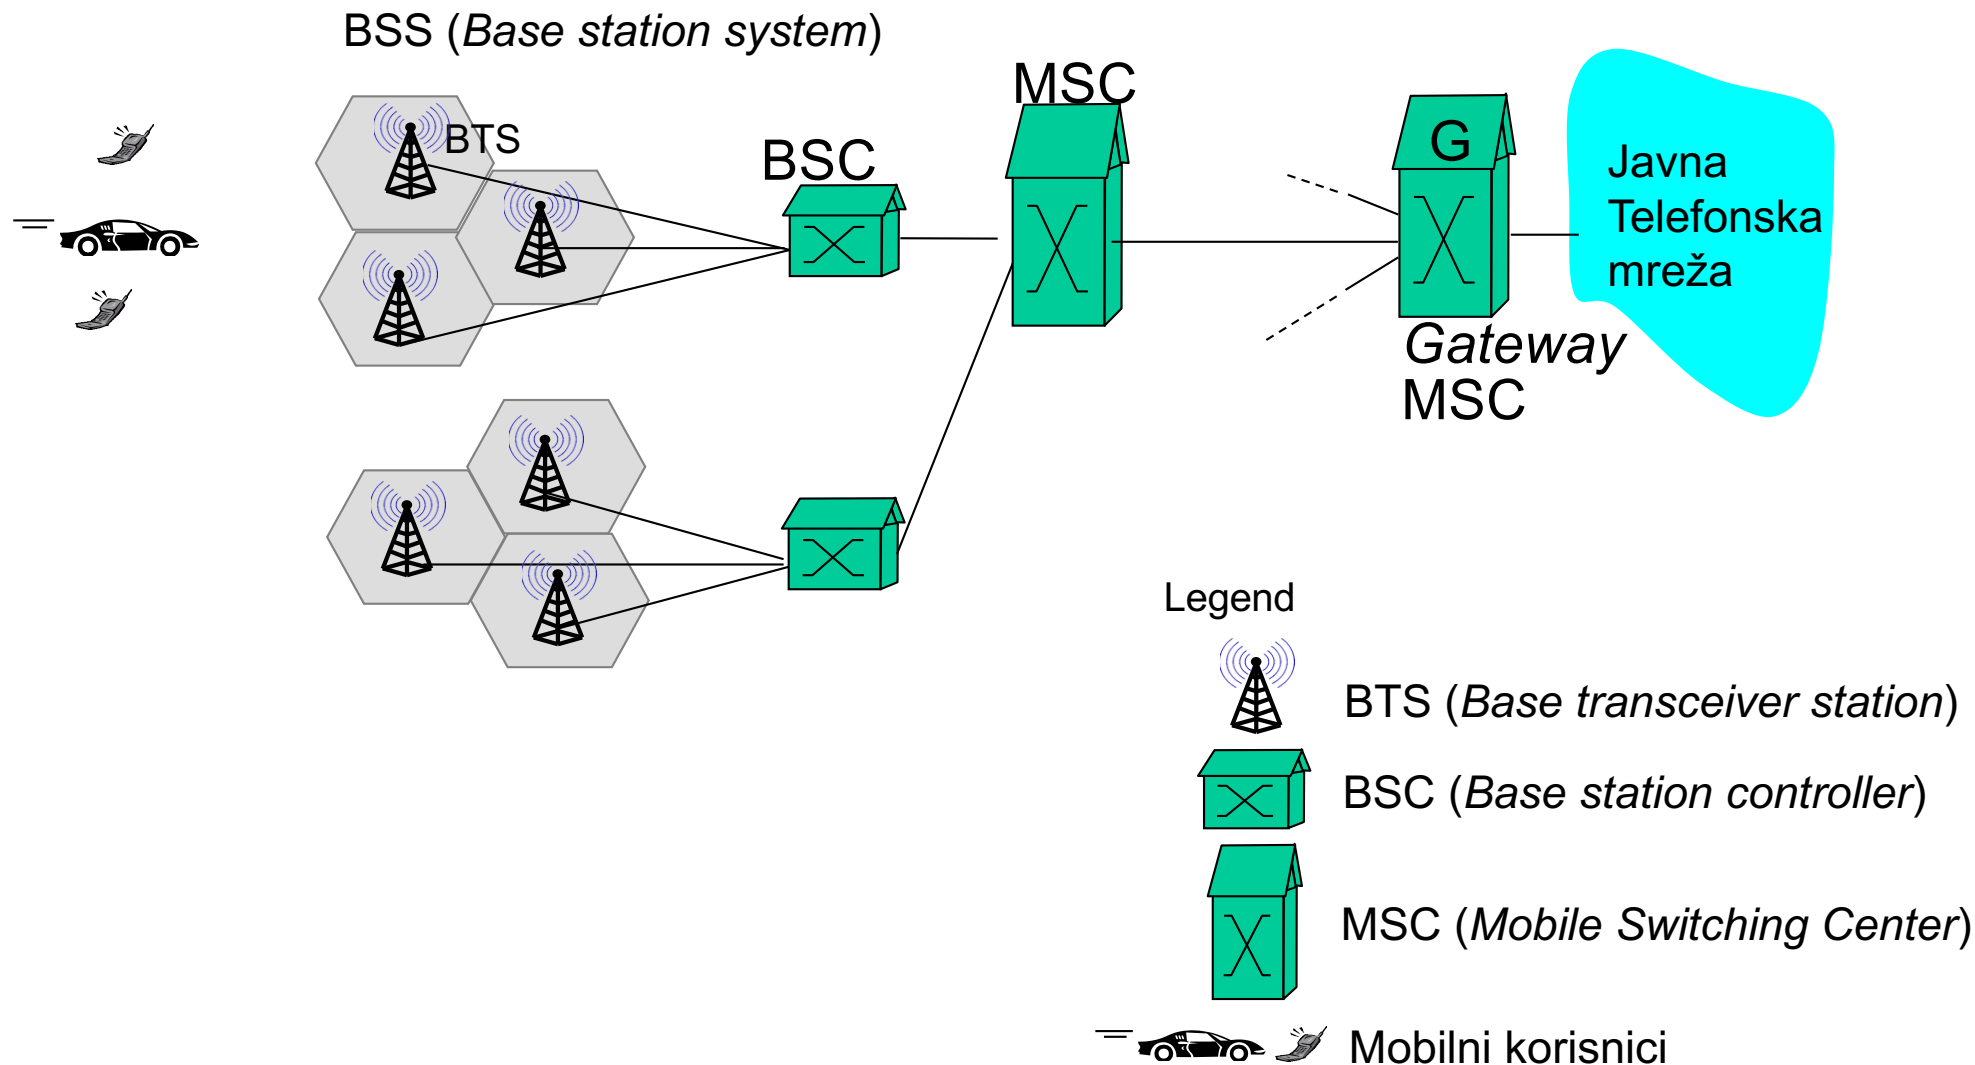 BSS (Base station system)
MSC
BTS
BSC
G
Javna
Telefonska
mreža
Gateway
MSC
Legend
BTS (Base transceiver station)
BSC (Base station controller)
MSC (Mobile Switching Center)
Mobilni korisnici